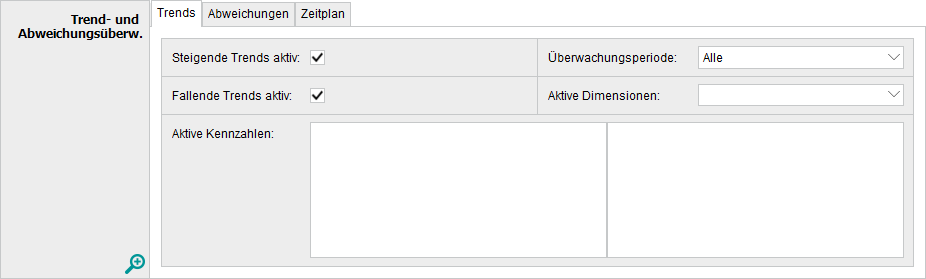 Trend- und
Abweichungsüberw.
Trends
Abweichungen
Zeitplan
Steigende Trends aktiv:
Überwachungsperiode:
Alle
Fallende Trends aktiv:
Aktive Dimensionen:
Aktive Kennzahlen: